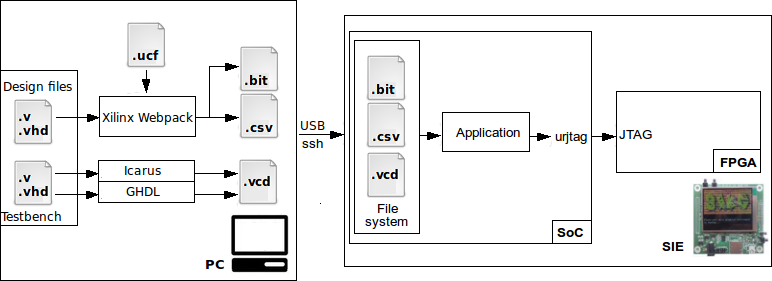 .ucf
Design files
.bit
.v
.vhd
Xilinx Webpack
.csv
.v
.vhd
Icarus
GHDL
.vcd
Testbench
PC
USB
ssh
.bit
.csv
.vcd
File
system
Application
urjtag
SoC
JTAG
FPGA
SIE